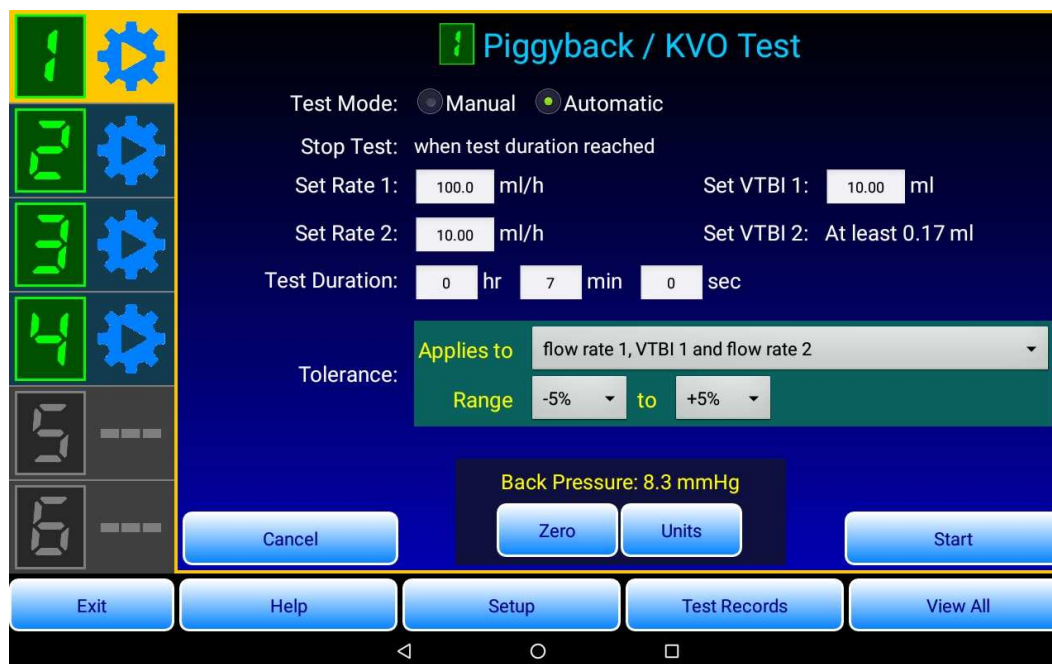 1
2
3
4
5 ---
6 ---
1 Piggyback / KVO Test
Test Mode: Manual Automatic
Stop Test: when test duration reached
Set Rate 1: 100.0 ml/h Set VTBI 1: 10.00 ml
Set Rate 2: 10.00 ml/h Set VTBI 2: At least 0.17 ml
Test Duration: 0 hr 7 min 0 sec
Tolerance:
Applies to flow rate 1, VTBI 1 and flow rate 2
Range -5% to +5%
Back Pressure: 8.3 mmHg
Cancel Zero Units Start
Exit Help Setup Test Records View All